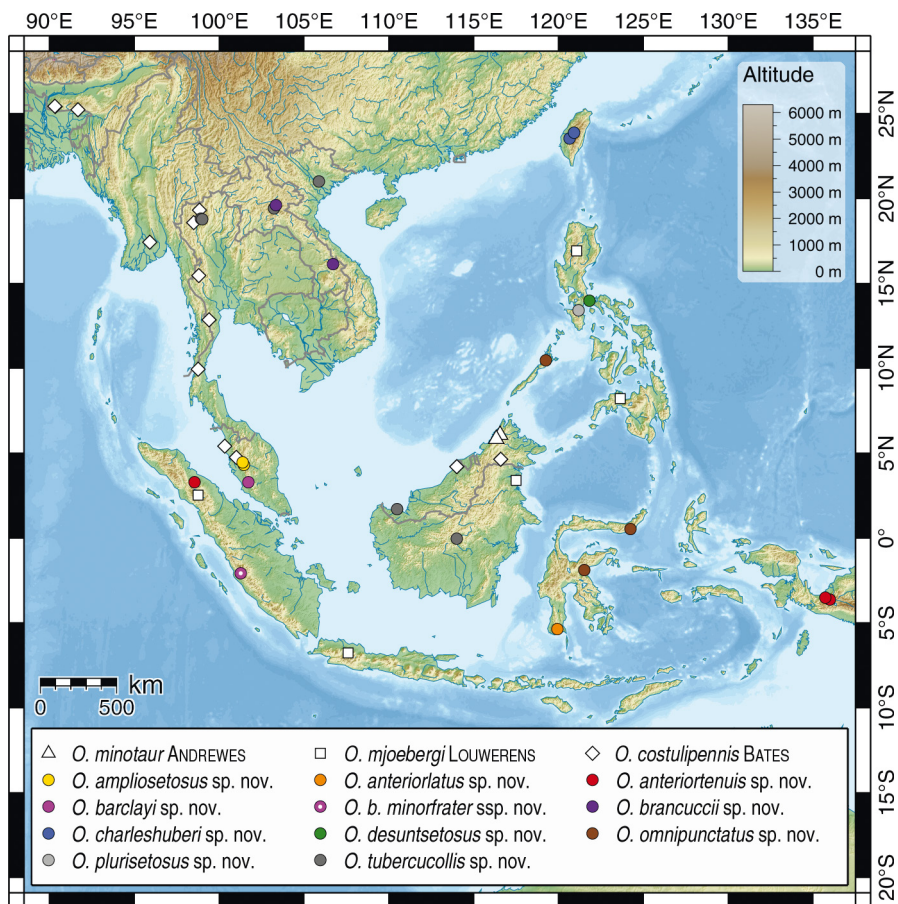 90°E 95°E 100°E 105°E 110°E 115°E 120°E 125°E 130°E 135°E
Altitude
6000 m
5000 m
4000 m
3000 m
2000 m
1000 m
0 m
25°N
20°N
15°N
10°N
5°N
0°
5°S
10°S
15°S
20°S
km
0 500
O. minotaur ANDREWES
O. mjoebergi LOUWERENS
O. costulipennis BATES
O. ampliosetosus sp. nov.
O. anteriorlatus sp. nov.
O. anteriortenuis sp. nov.
O. barclayi sp. nov.
O. b. minorfrater ssp. nov.
O. brancuccii sp. nov.
O. charleshuberi sp. nov.
O. desuntsetosus sp. nov.
O. omnipunctatus sp. nov.
O. plurisetosus sp. nov.
O. tubercucollis sp. nov.